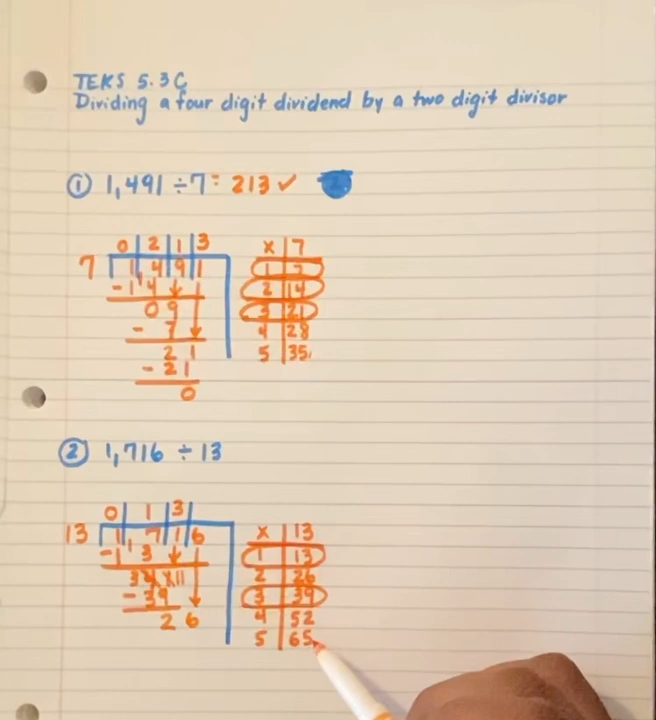 TEKS 5.3C
Dividing a four digit dividend by a two digit divisor
① 1,491 ÷ 7 = 213 ✓
0 2 1 3
7 1 4 9 1
-1 4
0 9
- 7
2 1
- 2 1
0
x 7
1 7
2 14
3 21
4 28
5 35
② 1,716 ÷ 13
0 1 3
13 1 7 1 6
-1 3
- 39
2 6
x 13
1 13
2 26
3 39
4 52
5 65